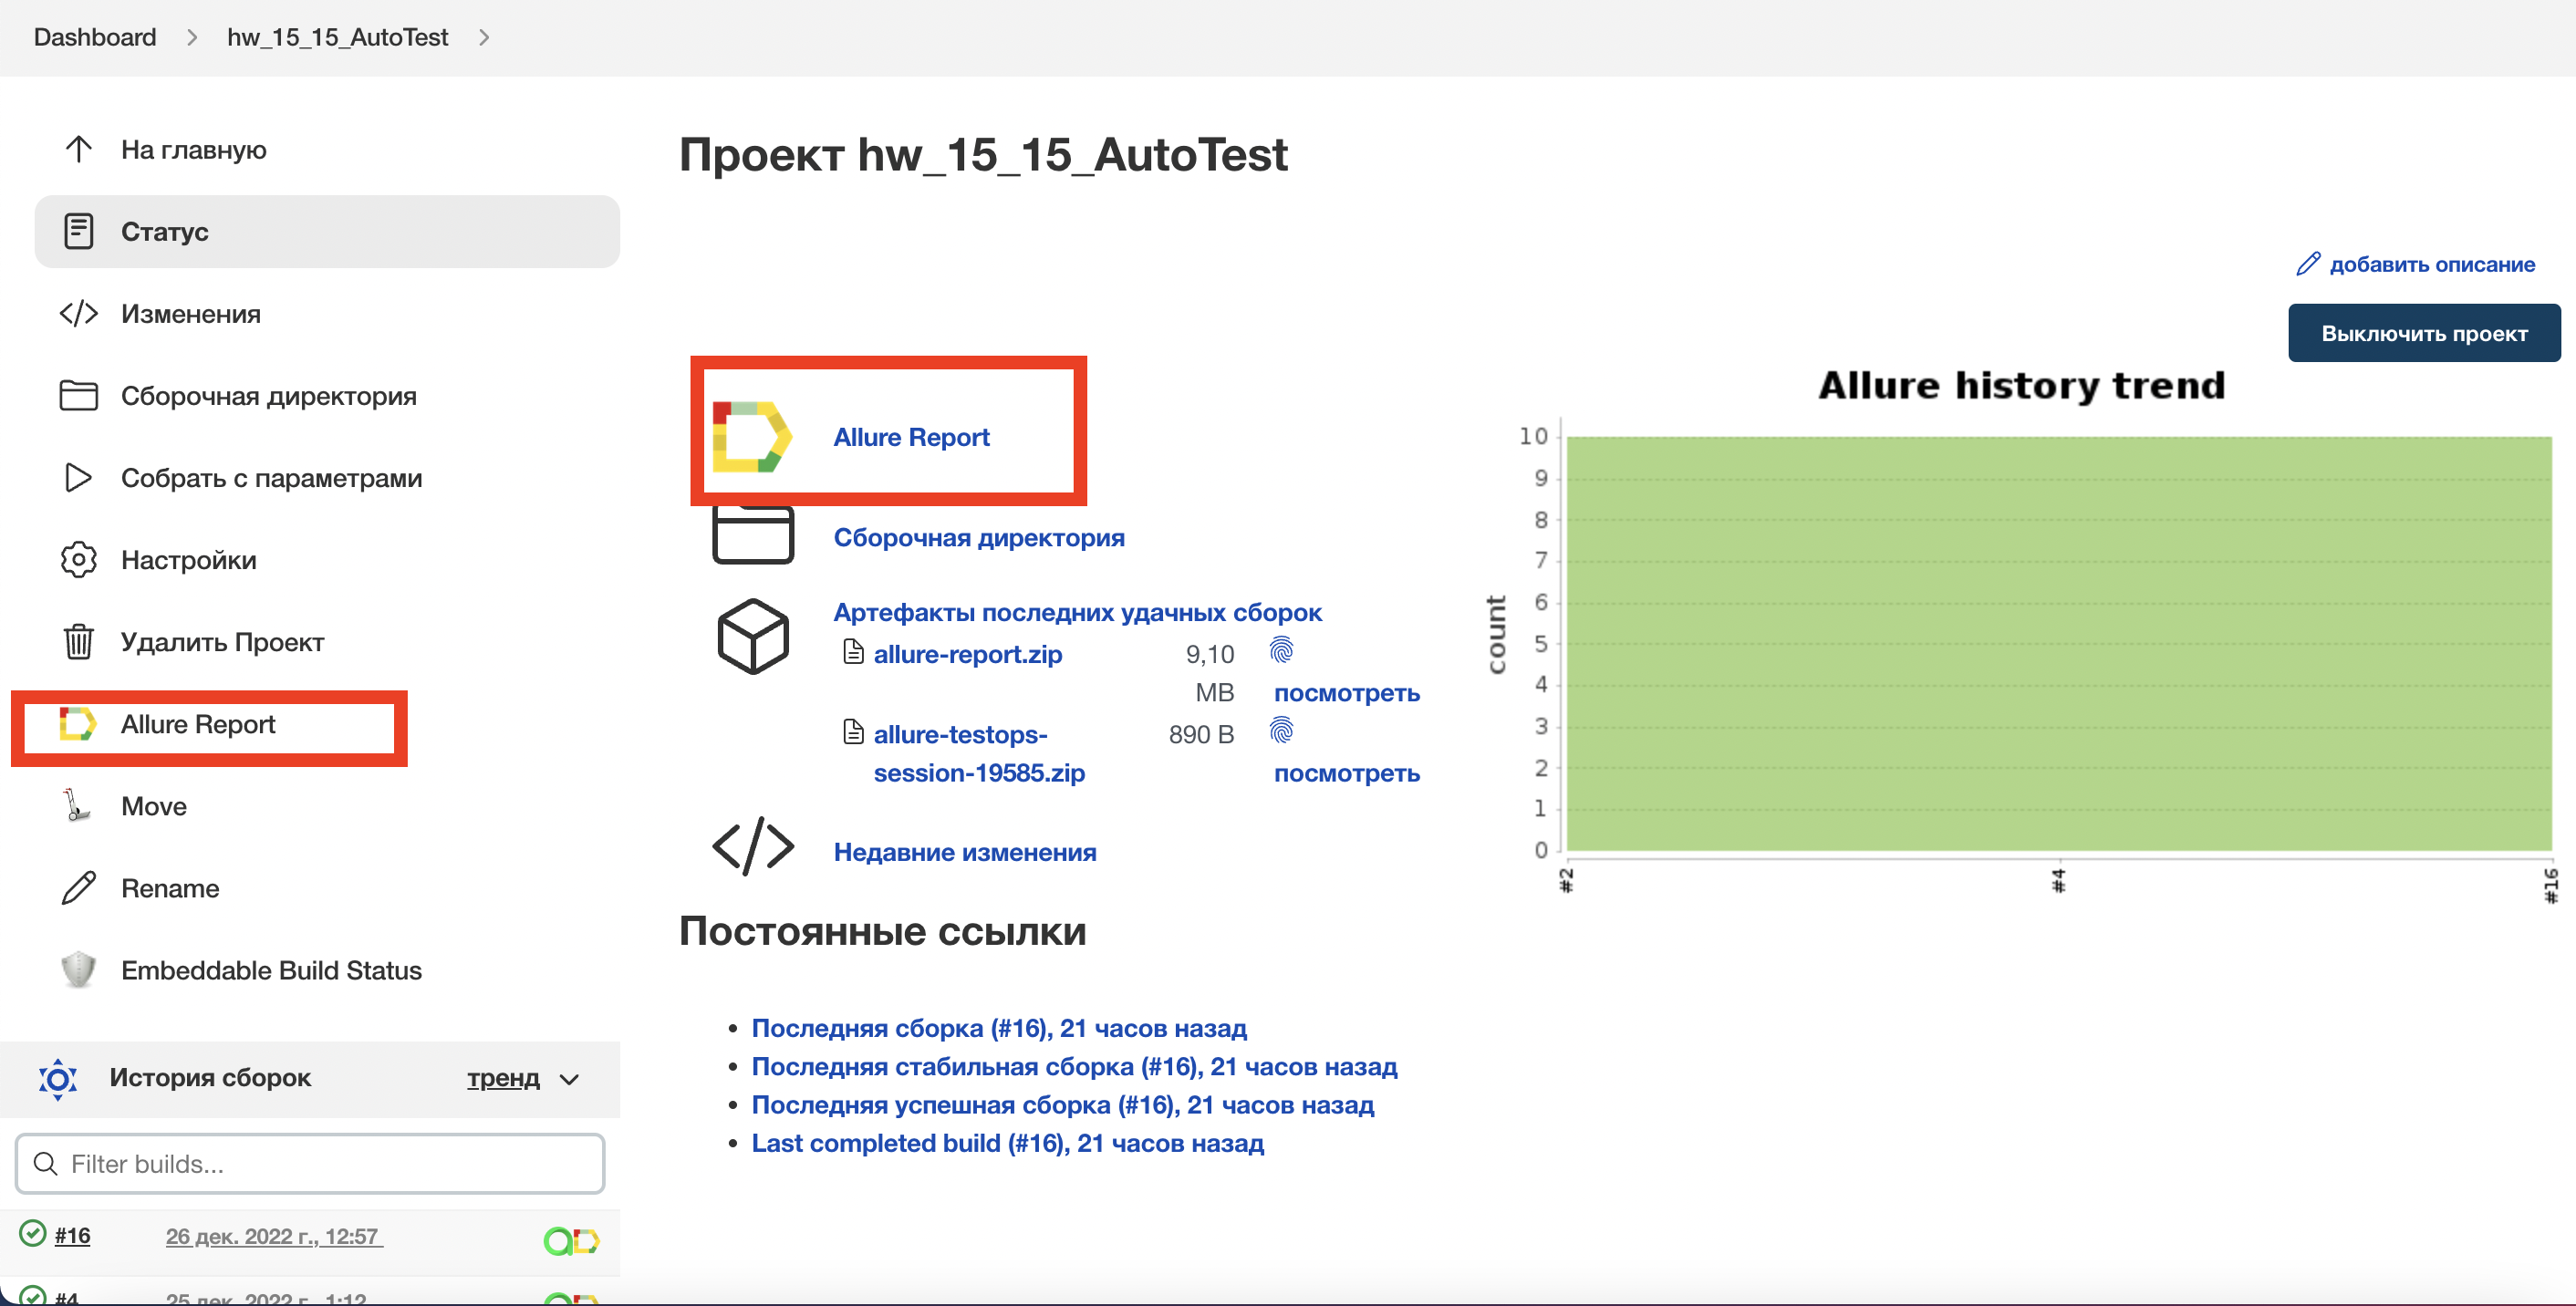 Dashboard > hw_15_15_AutoTest >
На главную
Статус
Изменения
Сборочная директория
Собрать с параметрами
Настройки
Удалить Проект
Allure Report
Move
Rename
Embeddable Build Status
История сборок
тренд
Filter builds...
#16
26 дек. 2022 г., 12:57
#4
25 дек. 2022 г., 1:12
Проект hw_15_15_AutoTest
добавить описание
Выключить проект
Allure Report
Сборочная директория
Артефакты последних удачных сборок
allure-report.zip
9,10
MB
посмотреть
allure-testops-
session-19585.zip
890 B
посмотреть
Недавние изменения
Allure history trend
count
10
9
8
7
6
5
4
3
2
1
0
#2
#4
#16
Постоянные ссылки
• Последняя сборка (#16), 21 часов назад
• Последняя стабильная сборка (#16), 21 часов назад
• Последняя успешная сборка (#16), 21 часов назад
• Last completed build (#16), 21 часов назад